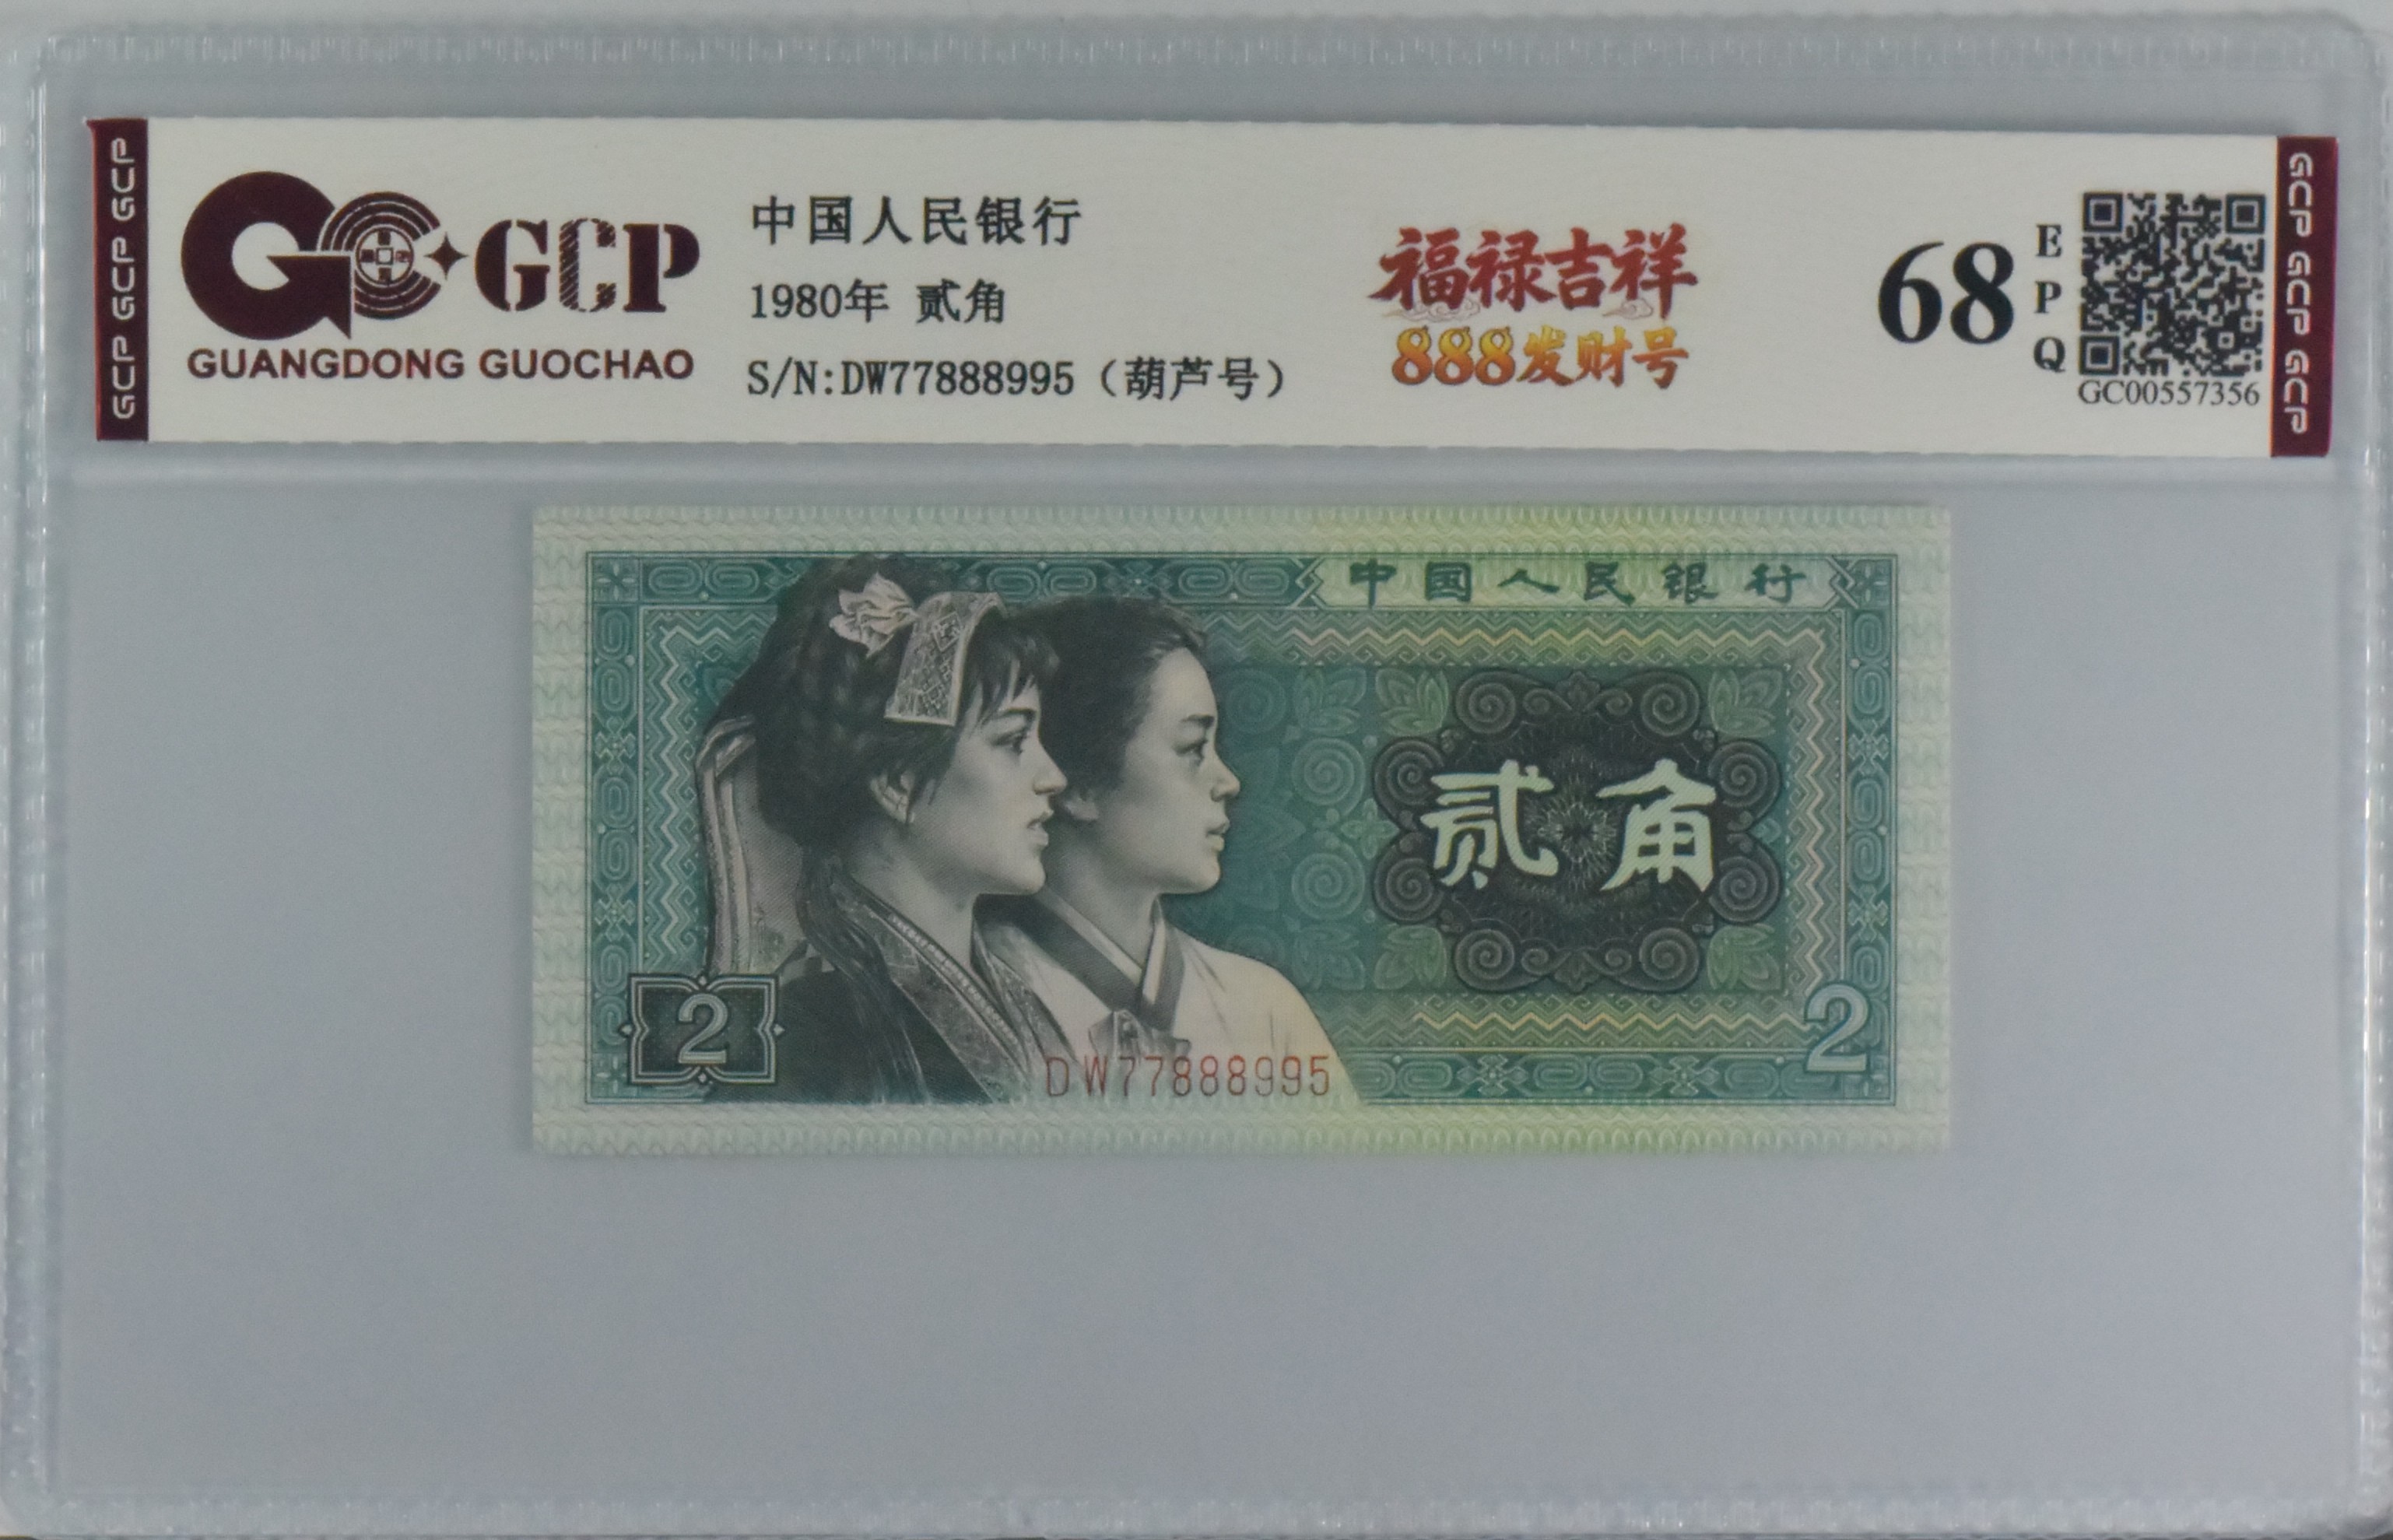 GCP GCP GCP
GCP
GUANGDONG GUOCHAO
中国人民银行
1980年 贰角
S/N:DW77888995（葫芦号）
福禄吉祥
888发财号
68
EPQ
GC00557356
GCP GCP GCP
中国人民银行
贰角
2
2
DW77888995